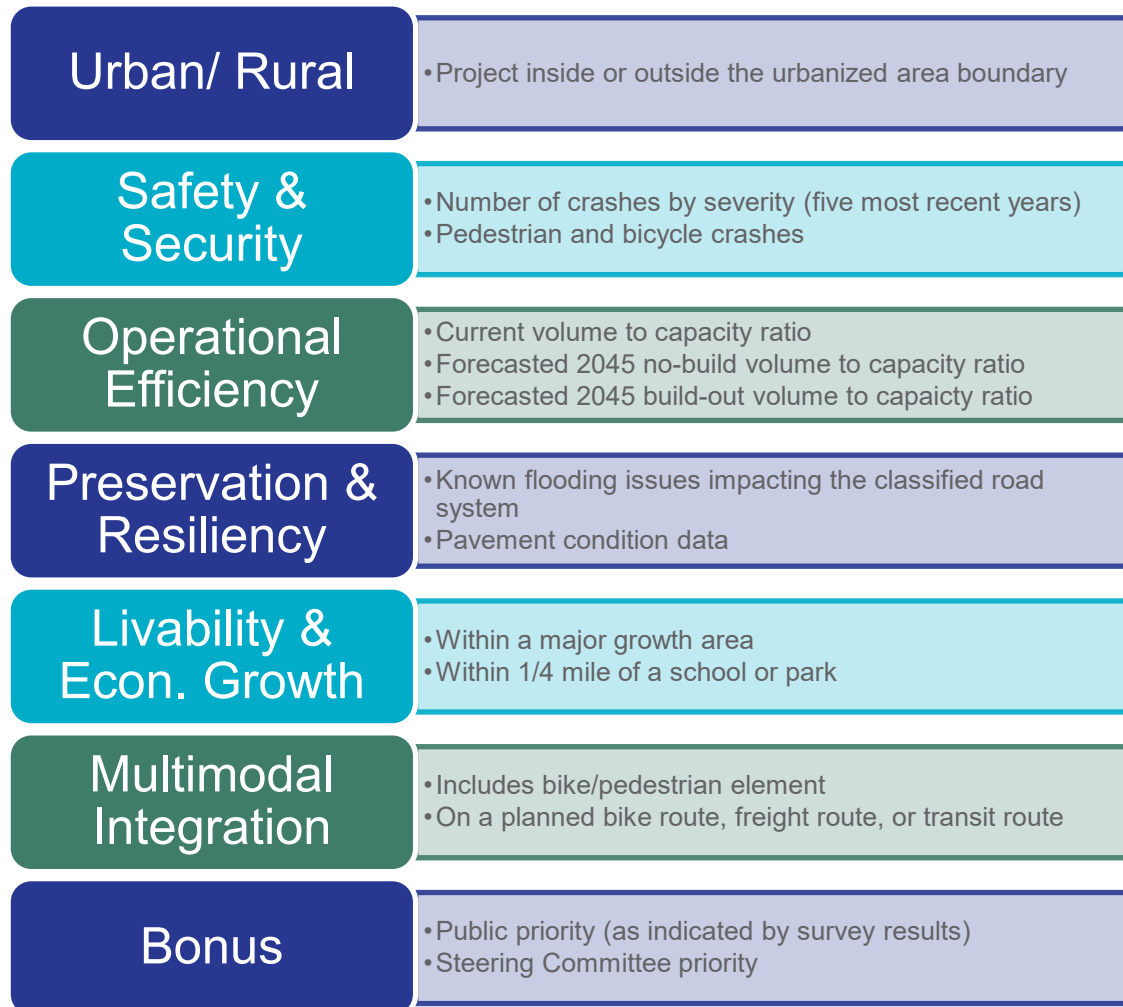 Urban/ Rural
•Project inside or outside the urbanized area boundary
Safety &
Security
•Number of crashes by severity (five most recent years)
•Pedestrian and bicycle crashes
Operational
Efficiency
•Current volume to capacity ratio
•Forecasted 2045 no-build volume to capacity ratio
•Forecasted 2045 build-out volume to capaicty ratio
Preservation &
Resiliency
•Known flooding issues impacting the classified road
system
•Pavement condition data
Livability &
Econ. Growth
•Within a major growth area
•Within 1/4 mile of a school or park
Multimodal
Integration
•Includes bike/pedestrian element
•On a planned bike route, freight route, or transit route
Bonus
•Public priority (as indicated by survey results)
•Steering Committee priority